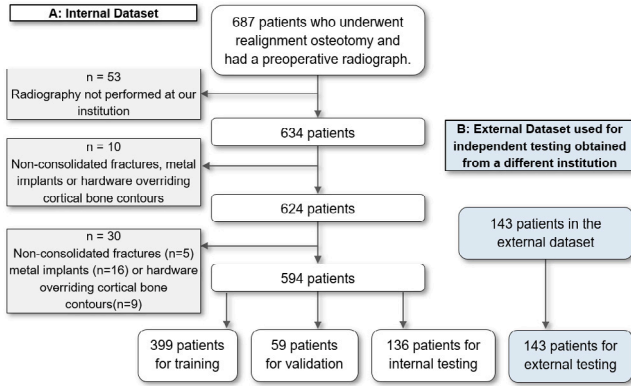 A: Internal Dataset
687 patients who underwent
realignment osteotomy and
had a preoperative radiograph.
n = 53
Radiography not performed at our
institution
634 patients
n = 10
Non-consolidated fractures, metal
implants or hardware overriding
cortical bone contours
624 patients
n = 30
Non-consolidated fractures (n=5)
metal implants (n=16) or hardware
overriding cortical bone
contours(n=9)
594 patients
399 patients
for training
59 patients
for validation
136 patients for
internal testing
B: External Dataset used for
independent testing obtained
from a different institution
143 patients in the
external dataset
143 patients for
external testing